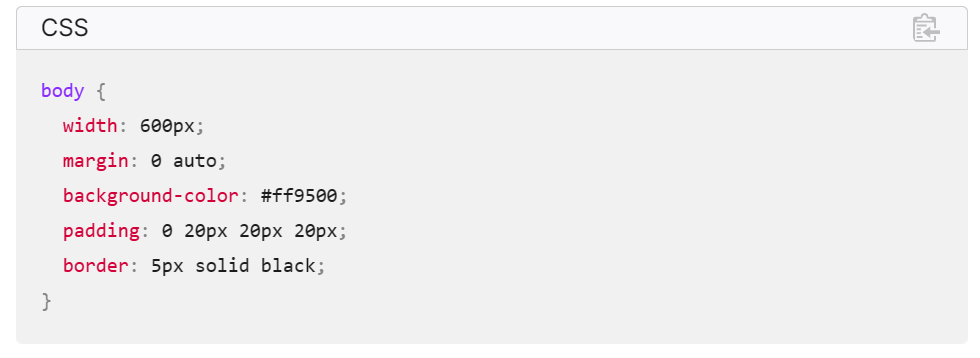 CSS
body {
  width: 600px;
  margin: 0 auto;
  background-color: #ff9500;
  padding: 0 20px 20px 20px;
  border: 5px solid black;
}